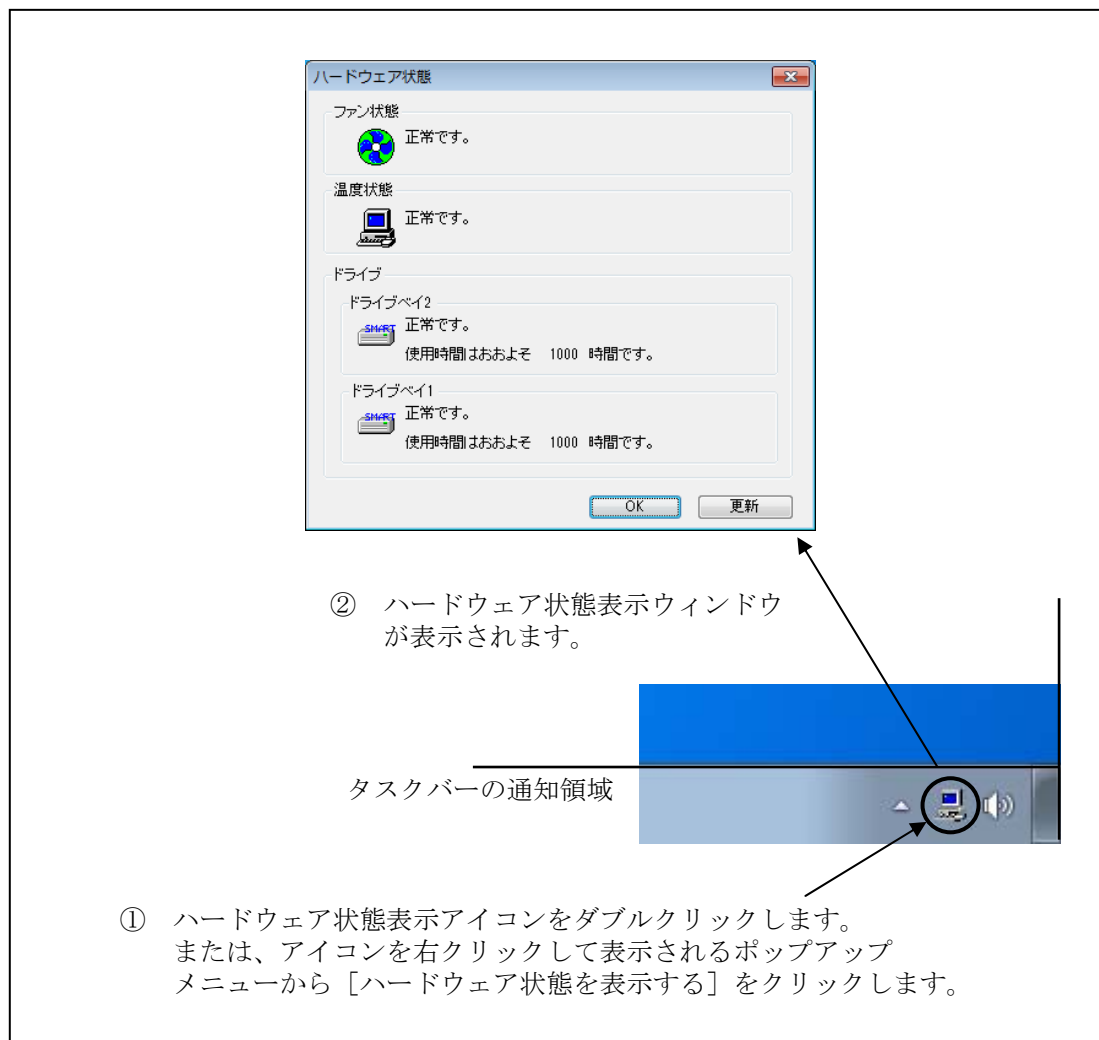 ハードウェア状態
ファン状態
正常です。
温度状態
正常です。
ドライブ
ドライブベイ2
SMART 正常です。
使用時間はおおよそ 1000 時間です。
ドライブベイ1
SMART 正常です。
使用時間はおおよそ 1000 時間です。
OK 更新
② ハードウェア状態表示ウィンドウ
が表示されます。
タスクバーの通知領域
① ハードウェア状態表示アイコンをダブルクリックします。
または、アイコンを右クリックして表示されるポップアップ
メニューから［ハードウェア状態を表示する］をクリックします。